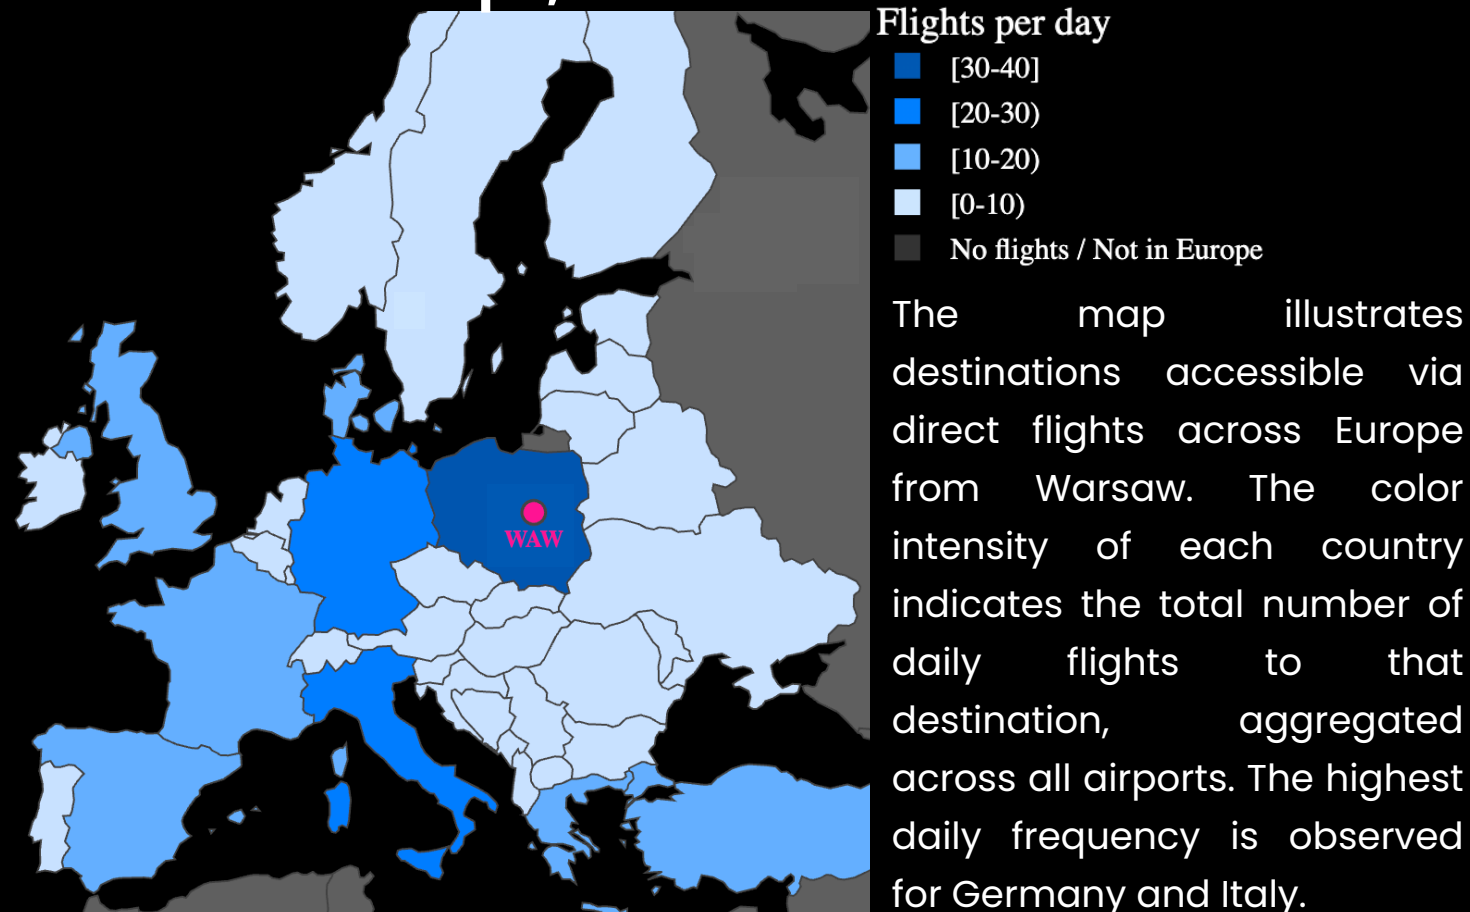 Flights per day
[30-40]
[20-30)
[10-20)
[0-10)
No flights / Not in Europe
WAW
The map illustrates
destinations accessible via
direct flights across Europe
from Warsaw. The color
intensity of each country
indicates the total number of
daily flights to that
destination, aggregated
across all airports. The highest
daily frequency is observed
for Germany and Italy.